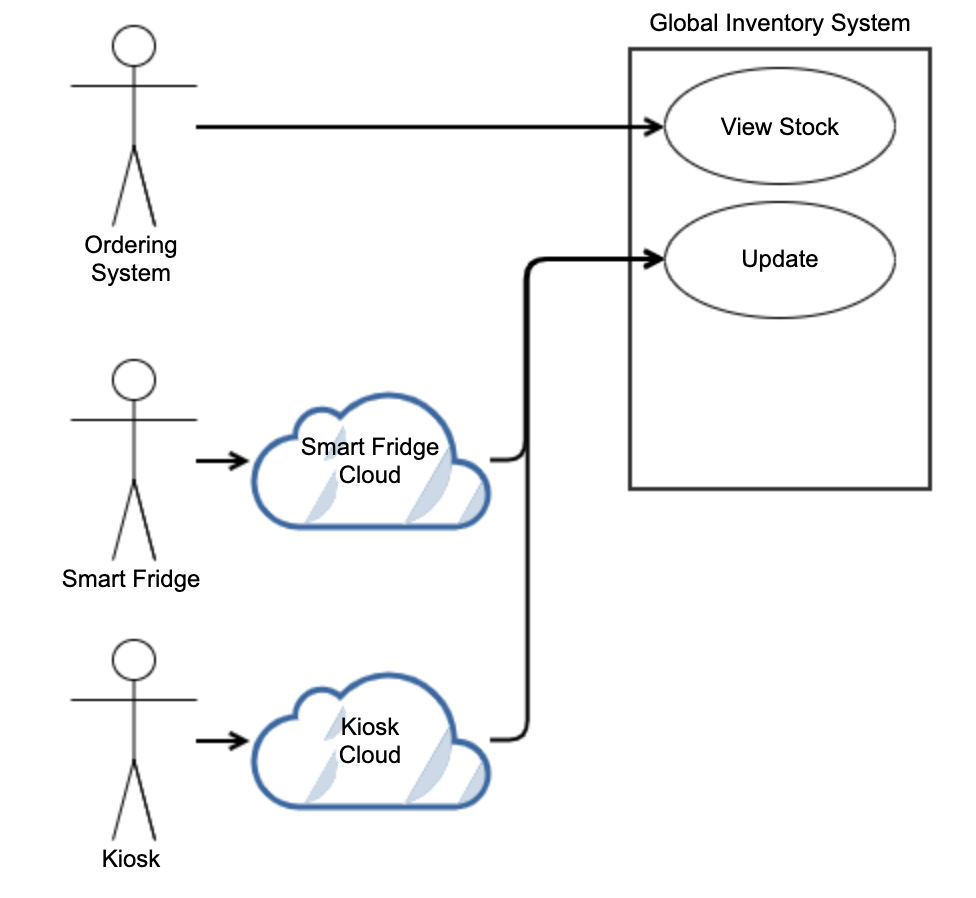 Global Inventory System
View Stock
Ordering
System
Update
Smart Fridge
Cloud
Smart Fridge
Kiosk
Cloud
Kiosk